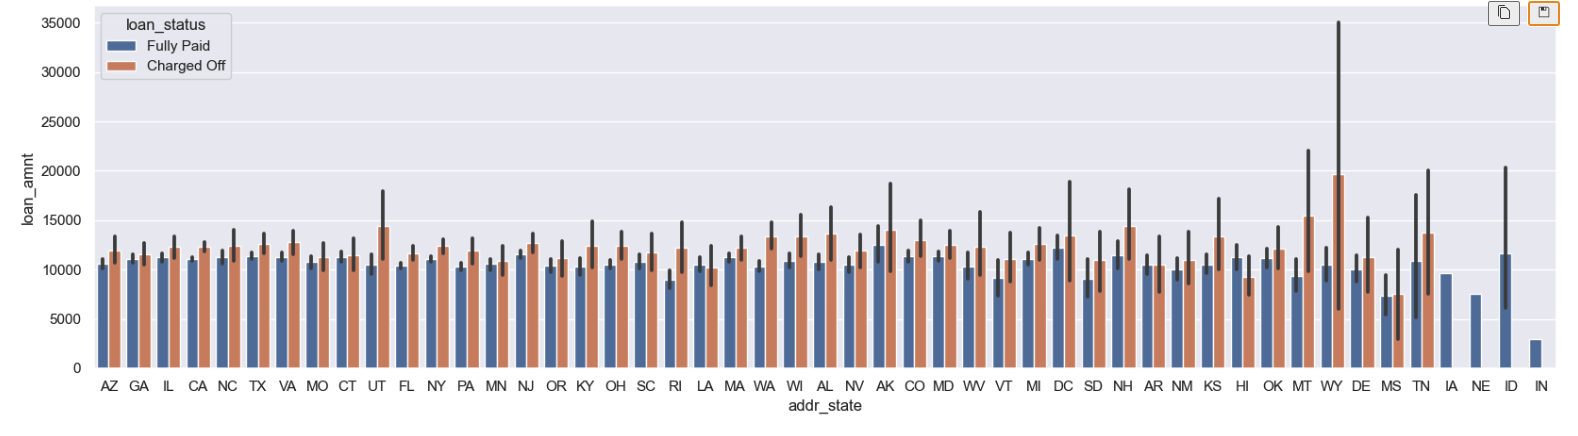 loan_status
Fully Paid
Charged Off
35000
30000
25000
20000
15000
10000
5000
0
loan_amnt
AZ GA IL CA NC TX VA MO CT UT FL NY PA MN NJ OR KY OH SC RI LA MA WA WI AL NV AK CO MD WV VT MI DC SD NH AR NM KS HI OK MT WY DE MS TN IA NE ID IN
addr_state